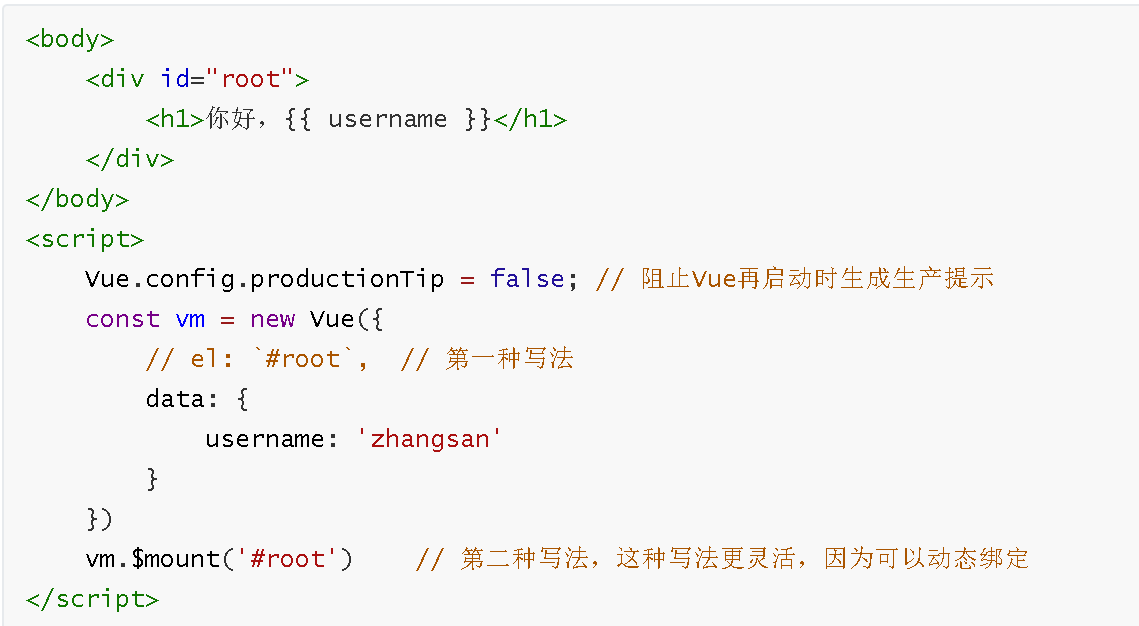 <body>
    <div id="root">
        <h1>你好，{{ username }}</h1>
    </div>
</body>
<script>
    Vue.config.productionTip = false; // 阻止Vue再启动时生成生产提示
    const vm = new Vue({
        // el: `#root`,  // 第一种写法
        data: {
            username: 'zhangsan'
        }
    })
    vm.$mount('#root')    // 第二种写法，这种写法更灵活，因为可以动态绑定
</script>